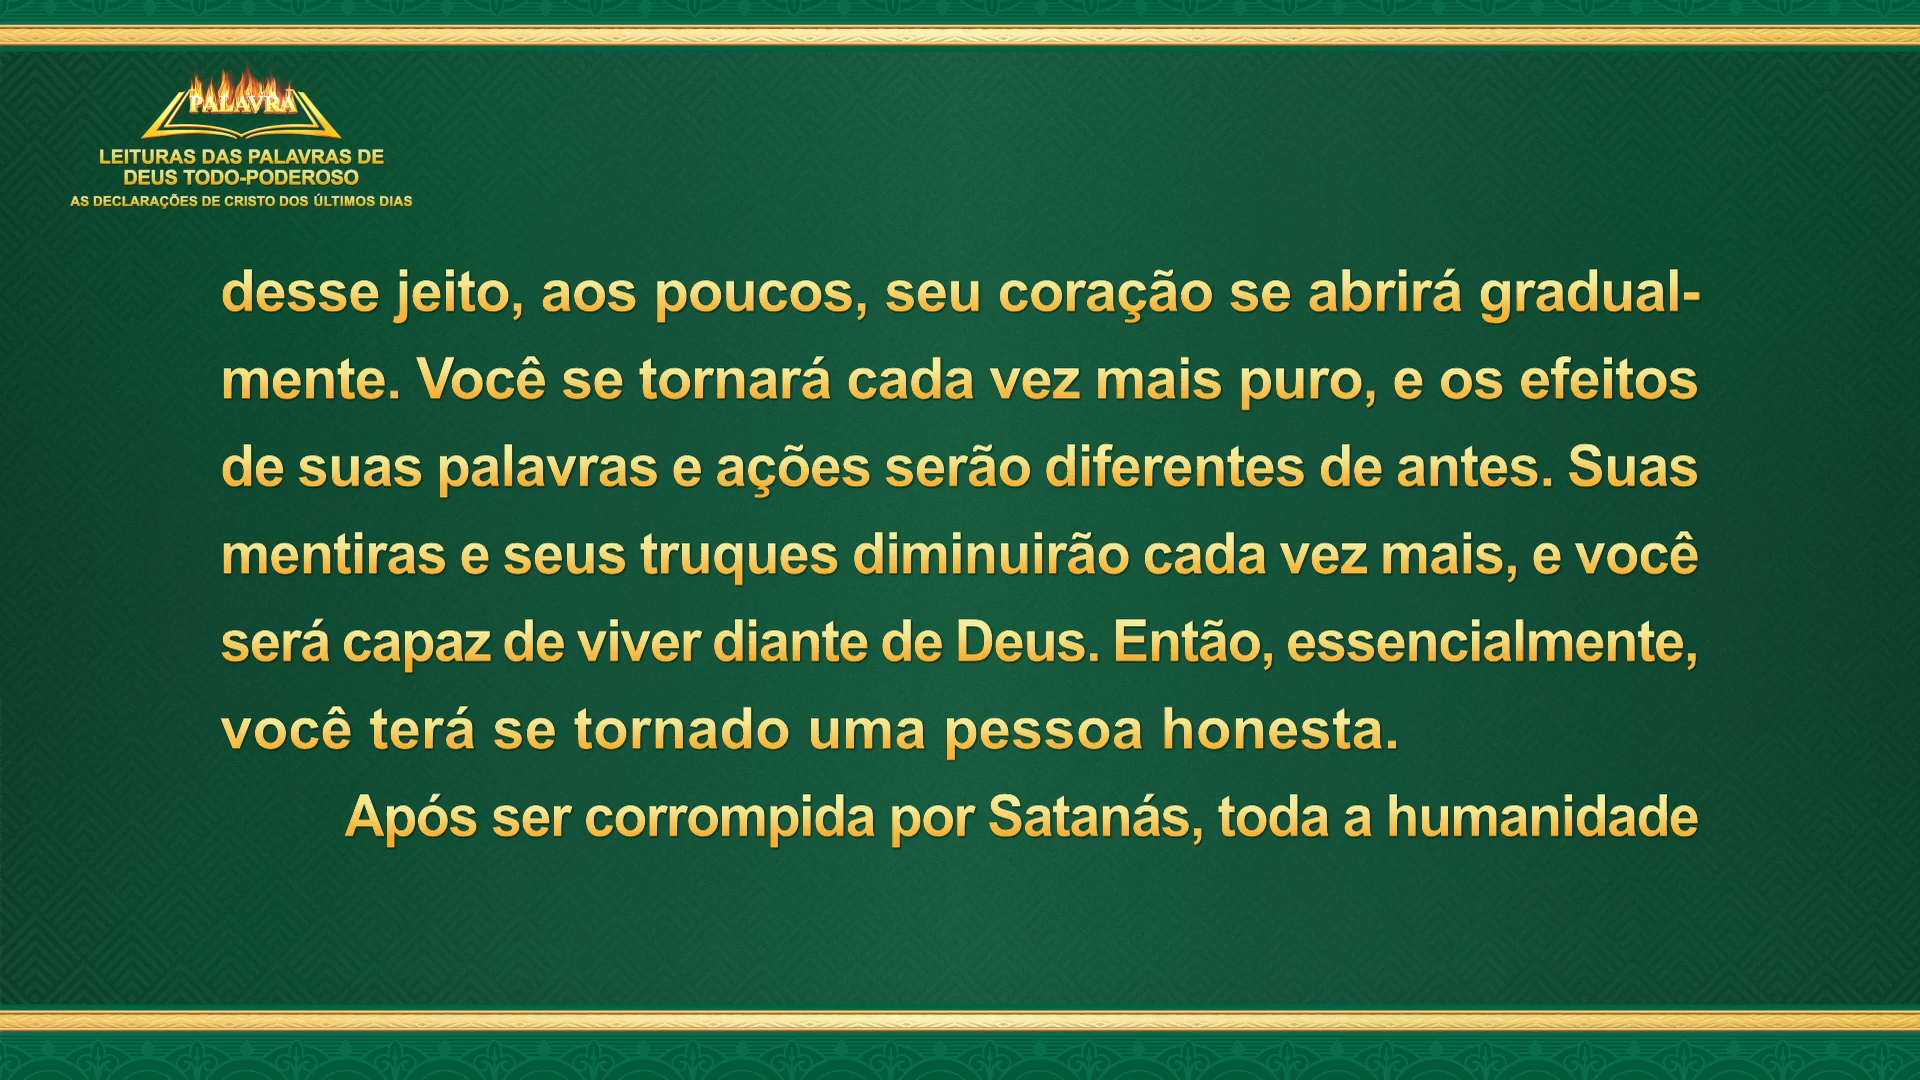 PALAVRA
LEITURAS DAS PALAVRAS DE
DEUS TODO-PODEROSO
AS DECLARAÇÕES DE CRISTO DOS ÚLTIMOS DIAS
desse jeito, aos poucos, seu coração se abrirá gradual-
mente. Você se tornará cada vez mais puro, e os efeitos
de suas palavras e ações serão diferentes de antes. Suas
mentiras e seus truques diminuirão cada vez mais, e você
será capaz de viver diante de Deus. Então, essencialmente,
você terá se tornado uma pessoa honesta.
Após ser corrompida por Satanás, toda a humanidade